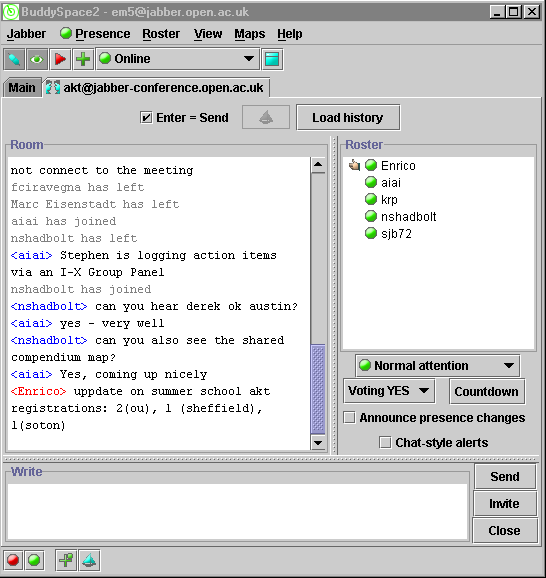 BuddySpace2 - em5@jabber.open.ac.uk
Jabber Presence Roster View Maps Help
Online
Main akt@jabber-conference.open.ac.uk
Enter = Send Load history
Room
not connect to the meeting
fciravegna has left
Marc Eisenstadt has left
aiai has joined
nshadbolt has left
<aiai> Stephen is logging action items
via an I-X Group Panel
nshadbolt has joined
<nshadbolt> can you hear derek ok austin?
<aiai> yes - very well
<nshadbolt> can you also see the shared
compendium map?
<aiai> Yes, coming up nicely
<Enrico> uppdate on summer school akt
registrations: 2(ou), 1 (sheffield),
1(soton)
Roster
Enrico
aiai
krp
nshadbolt
sjb72
Normal attention
Voting YES Countdown
Announce presence changes
Chat-style alerts
Write
Send
Invite
Close